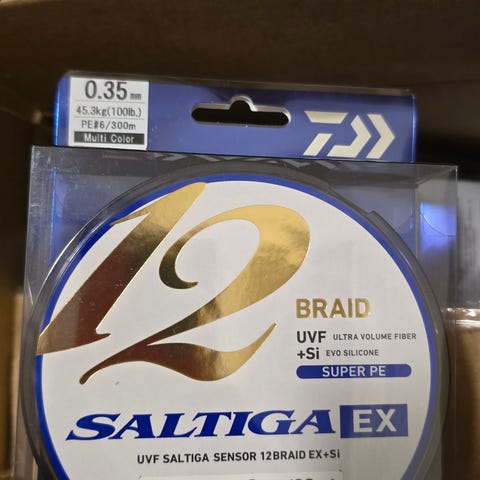 0.35mm
45.3kg(100lb.)
PE#6/300m
Multi Color
12
BRAID
UVF ULTRA VOLUME FIBER
+Si EVO SILICONE
SUPER PE
SALTIGA EX
UVF SALTIGA SENSOR 12BRAID EX+Si